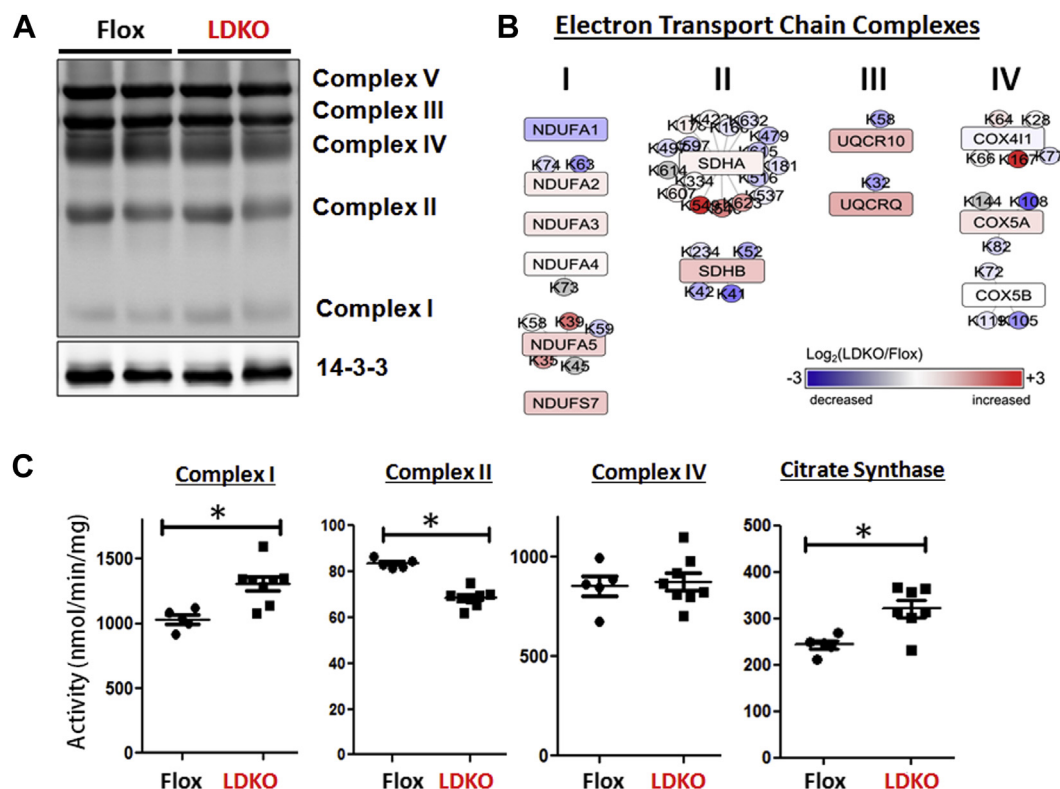 A
Flox LDKO
Complex V
Complex III
Complex IV
Complex II
Complex I
14-3-3
B
Electron Transport Chain Complexes
I II III IV
NDUFA1
K74 K63
NDUFA2
NDUFA3
NDUFA4
K73
K58 K39 K59
NDUFA5
K35 K45
NDUFS7
K422 K632
K479
K181
K516
K537
SDHA
K614
K334
K607
K549 K623
K234 K52
SDHB
K42 K41
K58
UQCR10
K32
UQCRQ
K64 K28
COX4I1
K66 K167
K144 K108
COX5A
K82
K72
COX5B
K119 K105
Log2(LDKO/Flox)
-3 +3
decreased increased
C
Complex I Complex II Complex IV Citrate Synthase
Activity (nmol/min/mg)
1500
1000
500
0
*
Flox LDKO
100
80
60
40
20
0
*
Flox LDKO
1000
500
0
Flox LDKO
500
400
300
200
100
0
*
Flox LDKO